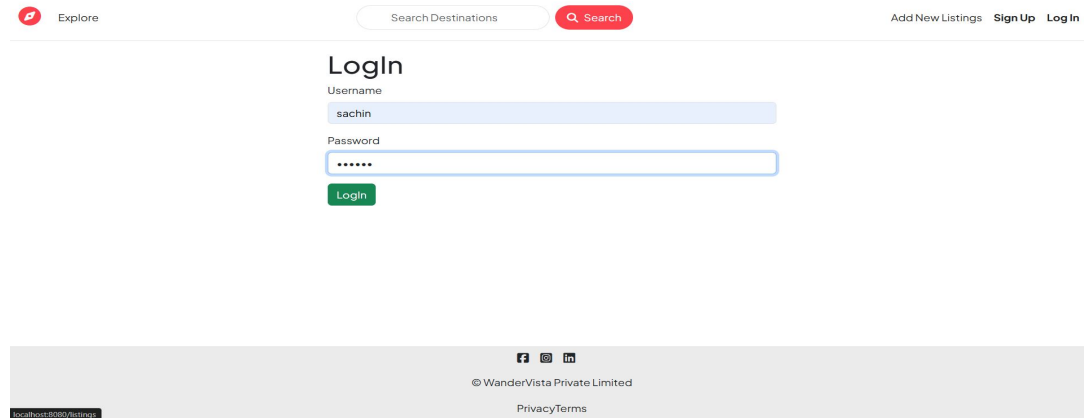 Explore Search Destinations Search Add New Listings Sign Up Log In
LogIn
Username
sachin
Password
••••••
LogIn
© WanderVista Private Limited
PrivacyTerms
localhost:8080/listings